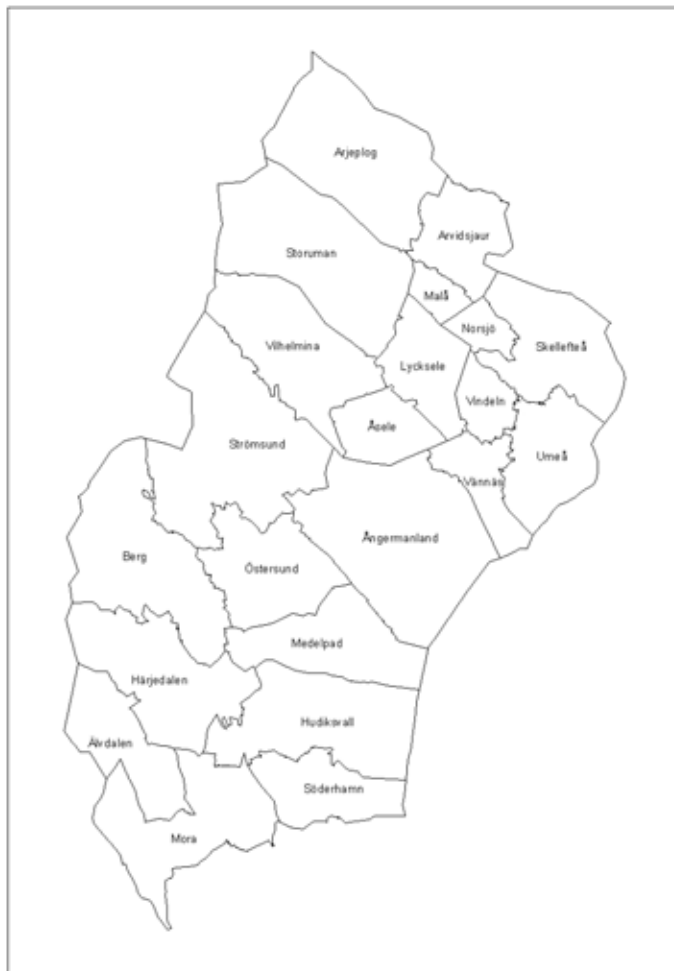 Arjeplog
Arvidsjaur
Storuman
Malå
Norsjö
Skellefteå
Vilhelmina
Lycksele
Vindeln
Åsele
Strömsund
Umeå
Vännäs
Ångermanland
Berg
Östersund
Medelpad
Härjedalen
Hudiksvall
Älvdalen
Söderhamn
Mora